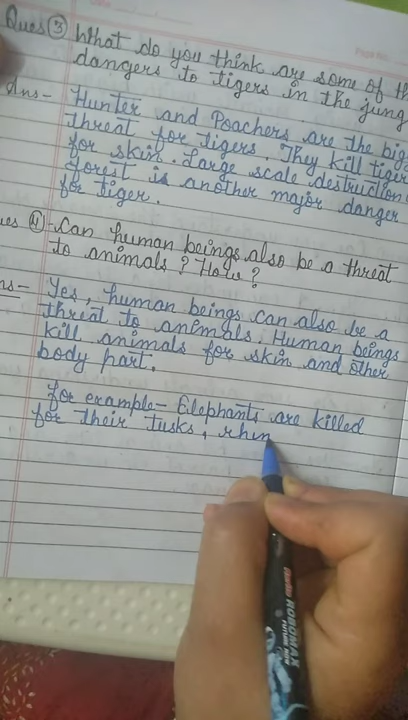 Ques ③ What do you think are some of th
dangers to tigers in the jung
Ans- Hunter and Poachers are the big
threat for tigers. They kill tiger
for skin. Large scale destruction
forest is another major danger
for tiger.
ues ④ Can human beings also be a threat
to animals? How?
ns- Yes, human beings can also be a
threat to animals. Human beings
kill animals for skin and other
body part.
for example- Elephants are killed
for their tusks, rhin
ROBOMAX